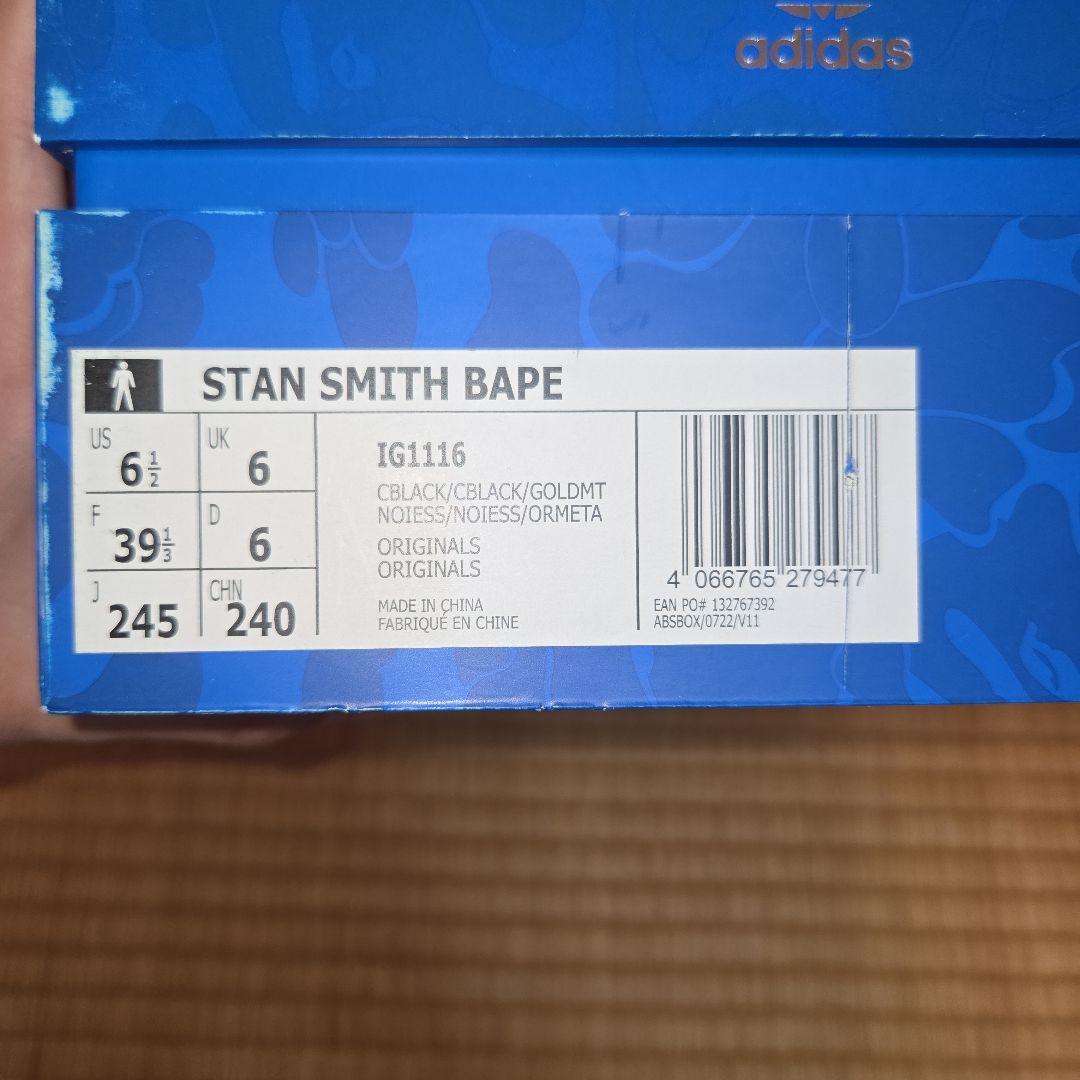 adidas
STAN SMITH BAPE
US 6 1/2
UK 6
F 39 1/3
D 6
J 245
CHN 240
IG1116
CBLACK/CBLACK/GOLDMT
NOIESS/NOIESS/ORMETA
ORIGINALS
ORIGINALS
MADE IN CHINA
FABRIQUÉ EN CHINE
4 066765 279477
EAN PO# 132767392
ABSBOX/0722/V11